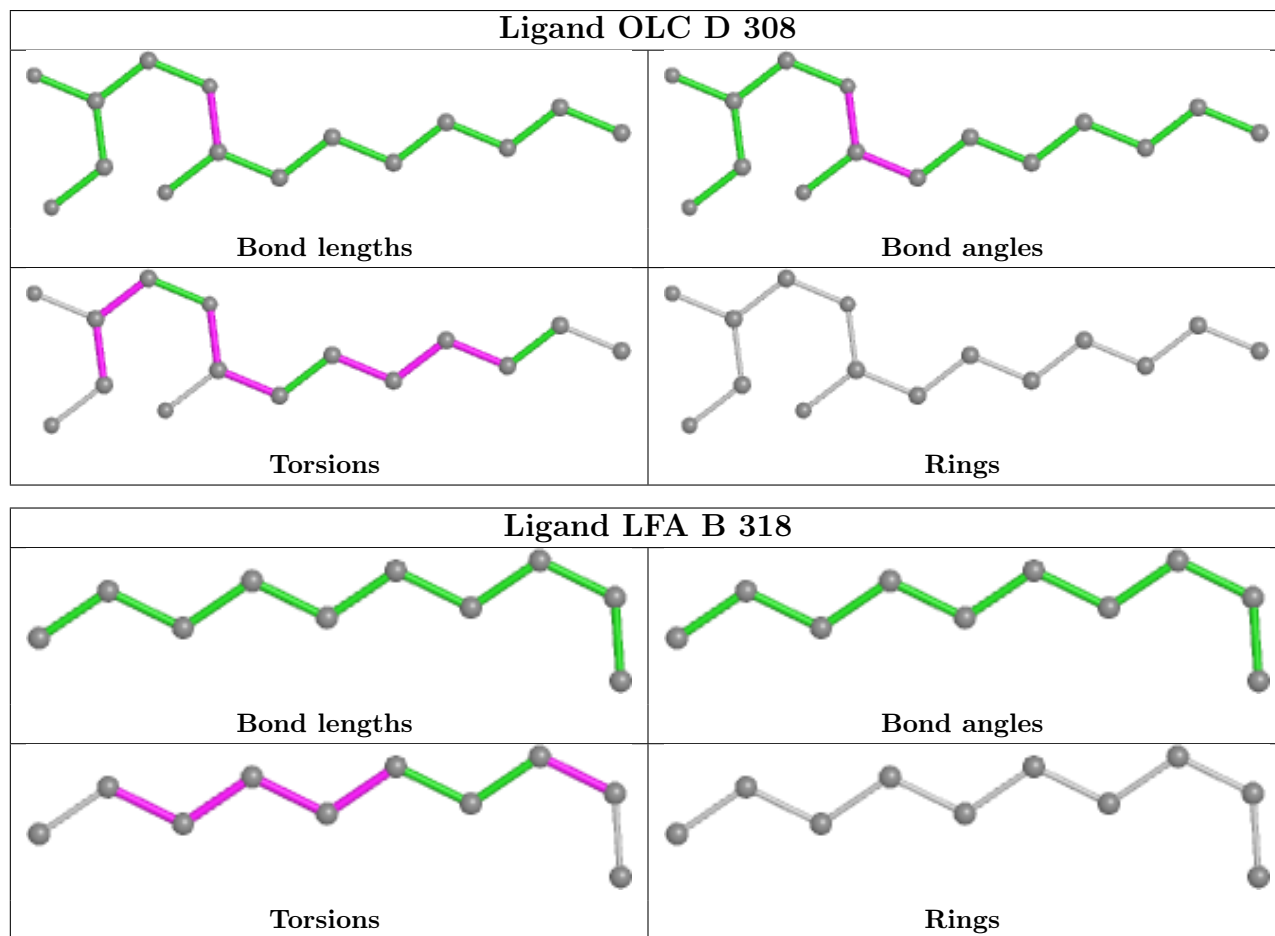 Ligand OLC D 308
Bond lengths
Bond angles
Torsions
Rings
Ligand LFA B 318
Bond lengths
Bond angles
Torsions
Rings